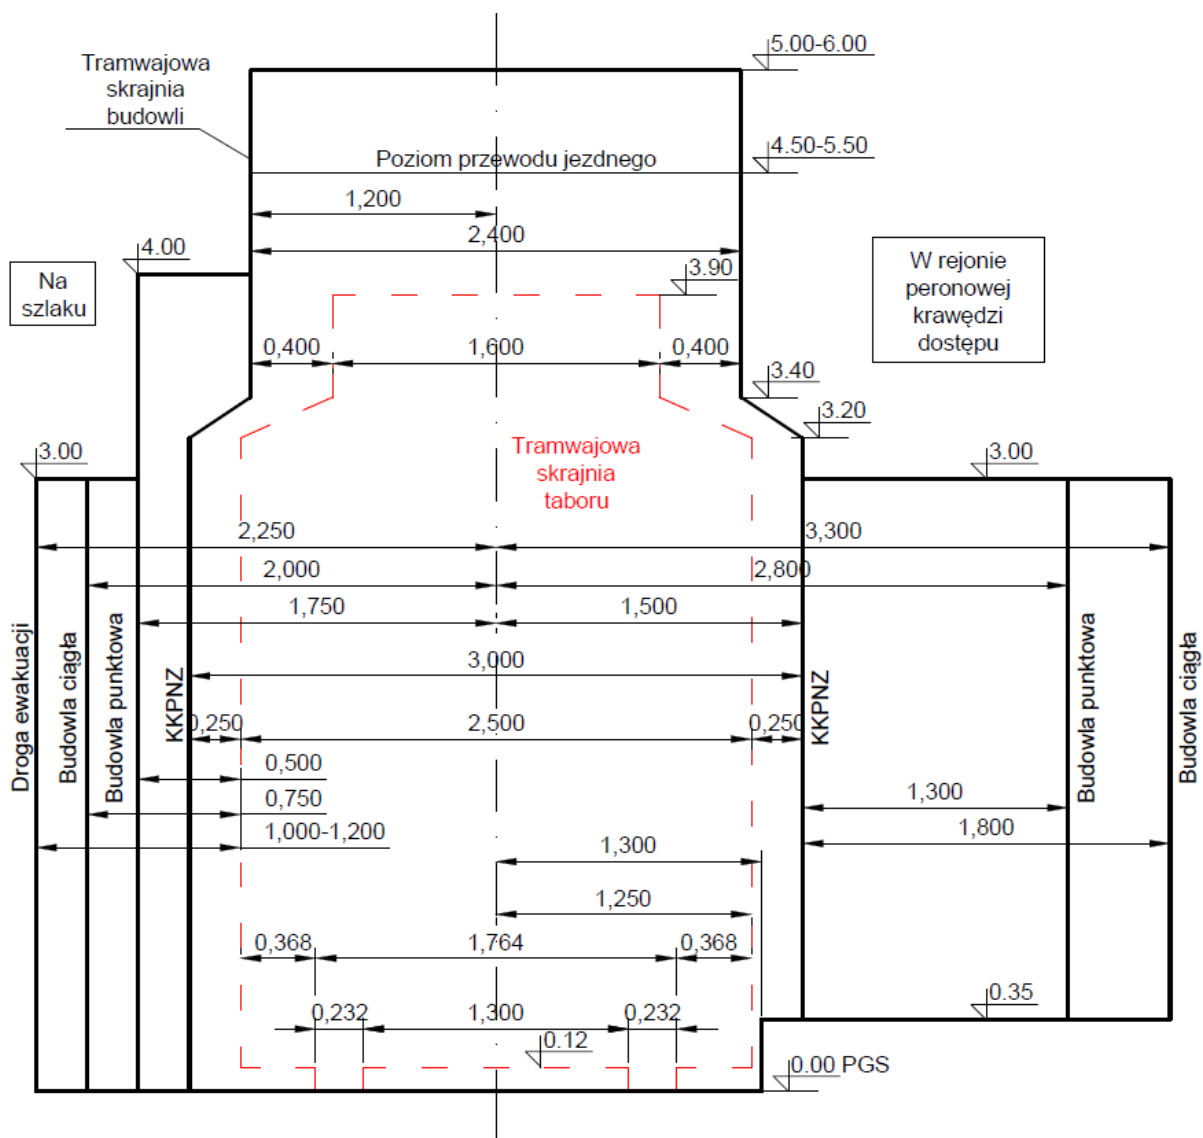 5.00-6.00
Tramwajowa
skrajnia
budowli
4.50-5.50
Poziom przewodu jezdnego
1,200
2,400
4.00
Na
szlaku
W rejonie
peronowej
krawędzi
dostępu
3.90
0,400
1,600
0,400
3.40
3.20
Tramwajowa
skrajnia
taboru
3.00
3.00
2,250
3,300
2,000
2,800
1,750
1,500
3,000
0,250
2,500
0,250
Droga ewakuacji
Budowla ciągła
Budowla punktowa
KKPNZ
KKPNZ
Budowla punktowa
Budowla ciągła
0,500
0,750
1,000-1,200
1,300
1,800
1,300
1,250
0,368
1,764
0,368
0,232
1,300
0,232
0.12
0.35
0.00 PGS